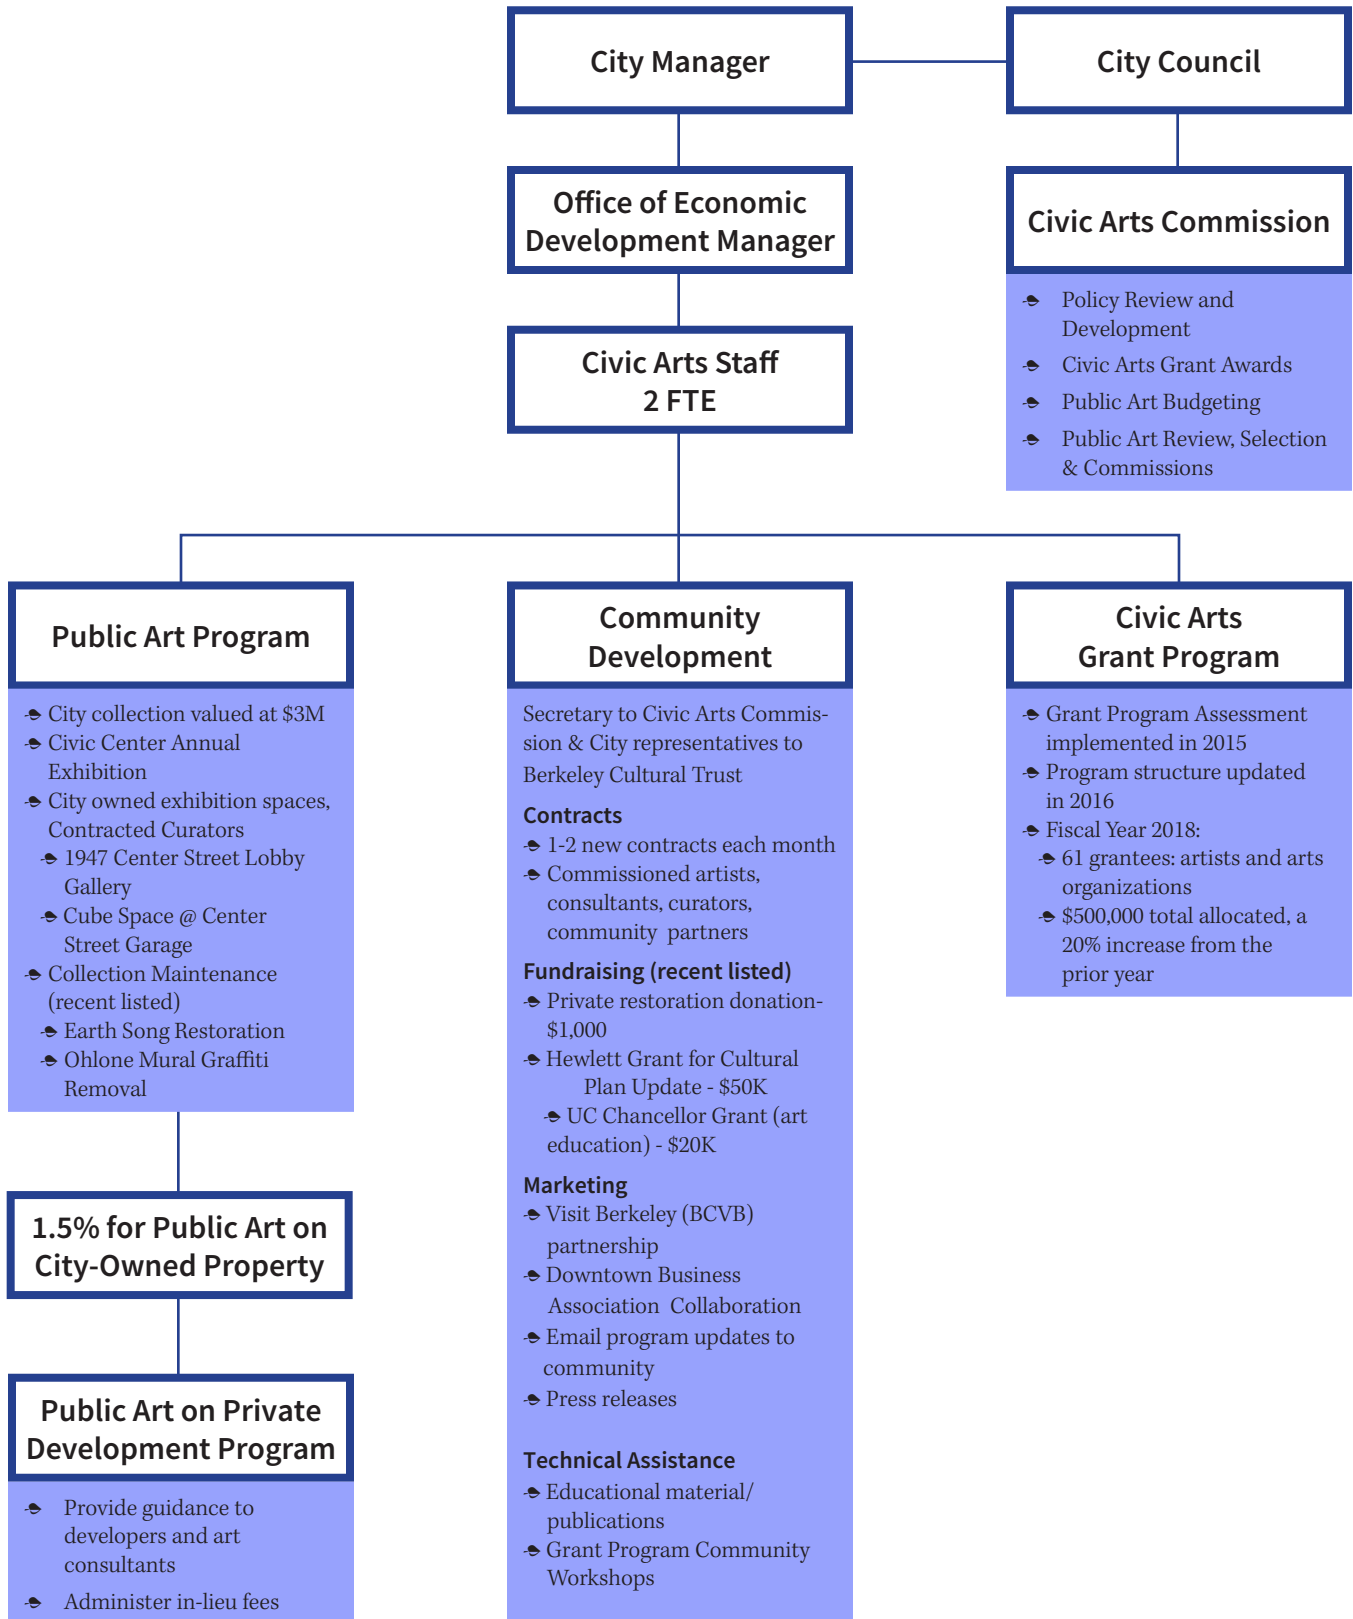 City Manager
City Council
Office of Economic
Development Manager
Civic Arts Commission
Policy Review and
Development
Civic Arts Grant Awards
Public Art Budgeting
Public Art Review, Selection
& Commissions
Civic Arts Staff
2 FTE
Public Art Program
City collection valued at $3M
Civic Center Annual
Exhibition
City owned exhibition spaces,
Contracted Curators
1947 Center Street Lobby
Gallery
Cube Space @ Center
Street Garage
Collection Maintenance
(recent listed)
Earth Song Restoration
Ohlone Mural Graffiti
Removal
1.5% for Public Art on
City-Owned Property
Public Art on Private
Development Program
Provide guidance to
developers and art
consultants
Administer in-lieu fees
Community
Development
Secretary to Civic Arts Commis-
sion & City representatives to
Berkeley Cultural Trust
Contracts
1-2 new contracts each month
Commissioned artists,
consultants, curators,
community partners
Fundraising (recent listed)
Private restoration donation-
$1,000
Hewlett Grant for Cultural
Plan Update - $50K
UC Chancellor Grant (art
education) - $20K
Marketing
Visit Berkeley (BCVB)
partnership
Downtown Business
Association Collaboration
Email program updates to
community
Press releases
Technical Assistance
Educational material/
publications
Grant Program Community
Workshops
Civic Arts
Grant Program
Grant Program Assessment
implemented in 2015
Program structure updated
in 2016
Fiscal Year 2018:
61 grantees: artists and arts
organizations
$500,000 total allocated, a
20% increase from the
prior year